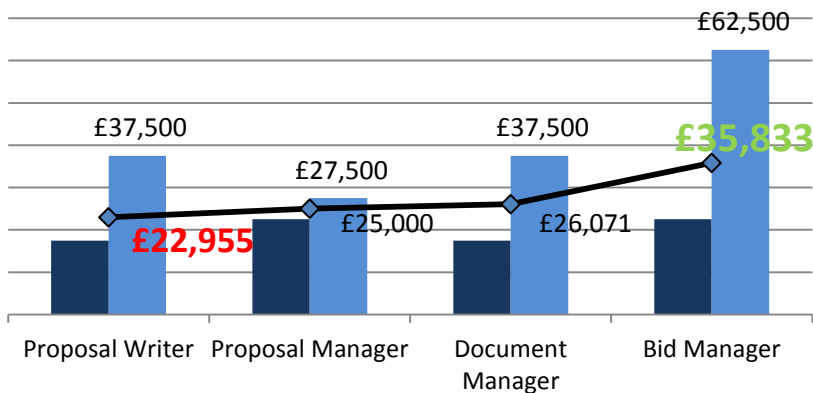 £62,500
£37,500
£37,500
£35,833
£27,500
£22,955
£25,000
£26,071
Proposal Writer
Proposal Manager
Document
Manager
Bid Manager